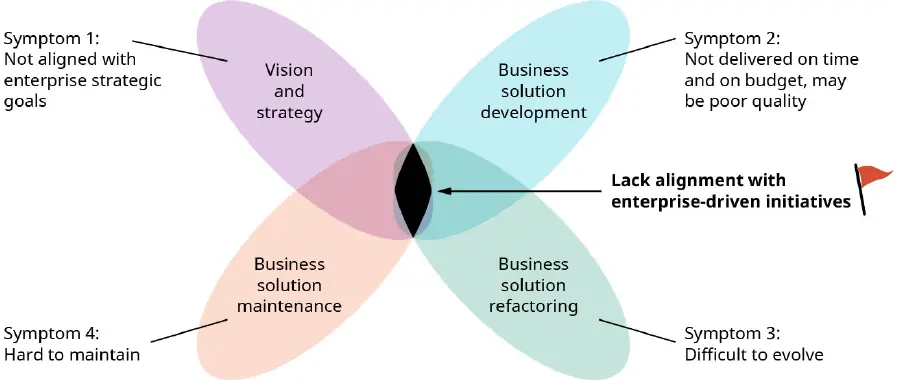 Symptom 1:
Not aligned with
enterprise strategic
goals
Vision
and
strategy
Business
solution
development
Symptom 2:
Not delivered on time
and on budget, may
be poor quality
Lack alignment with
enterprise-driven initiatives
Business
solution
maintenance
Business
solution
refactoring
Symptom 4:
Hard to maintain
Symptom 3:
Difficult to evolve